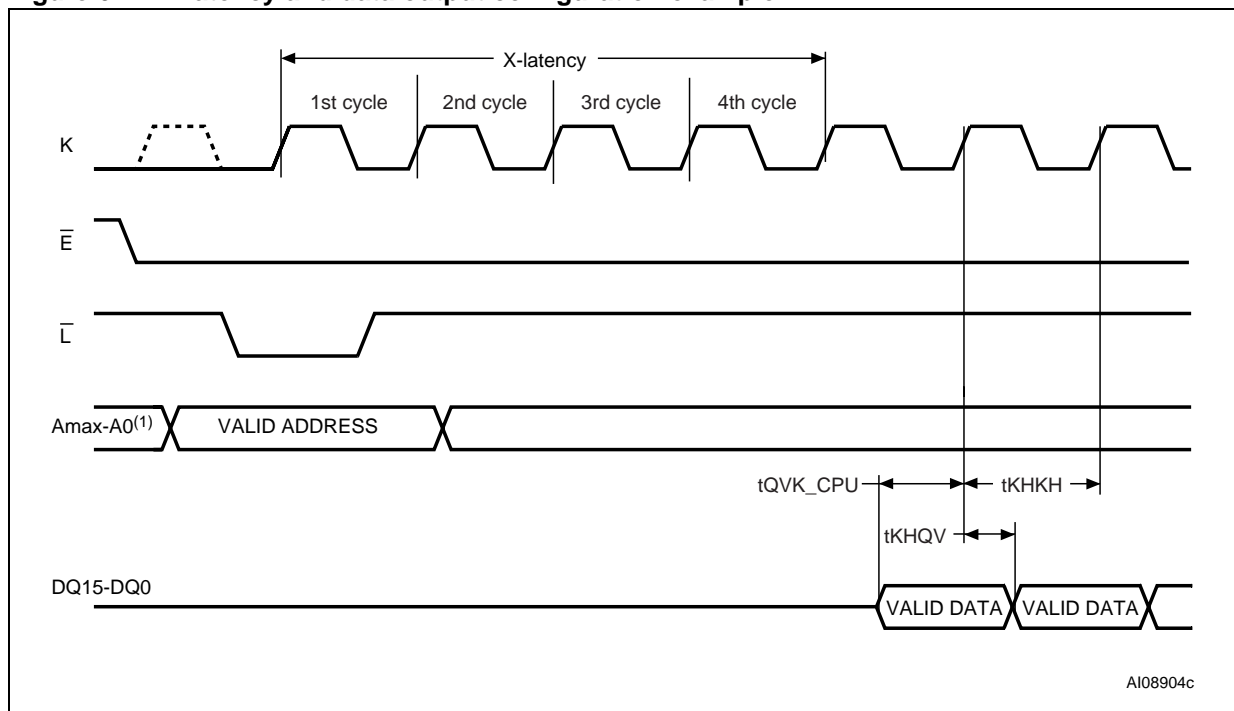 X-latency
1st cycle 2nd cycle 3rd cycle 4th cycle
K
E
L
Amax-A0(1) VALID ADDRESS
tQVK_CPU tKHKH
tKHQV
DQ15-DQ0
VALID DATA VALID DATA
AI08904c